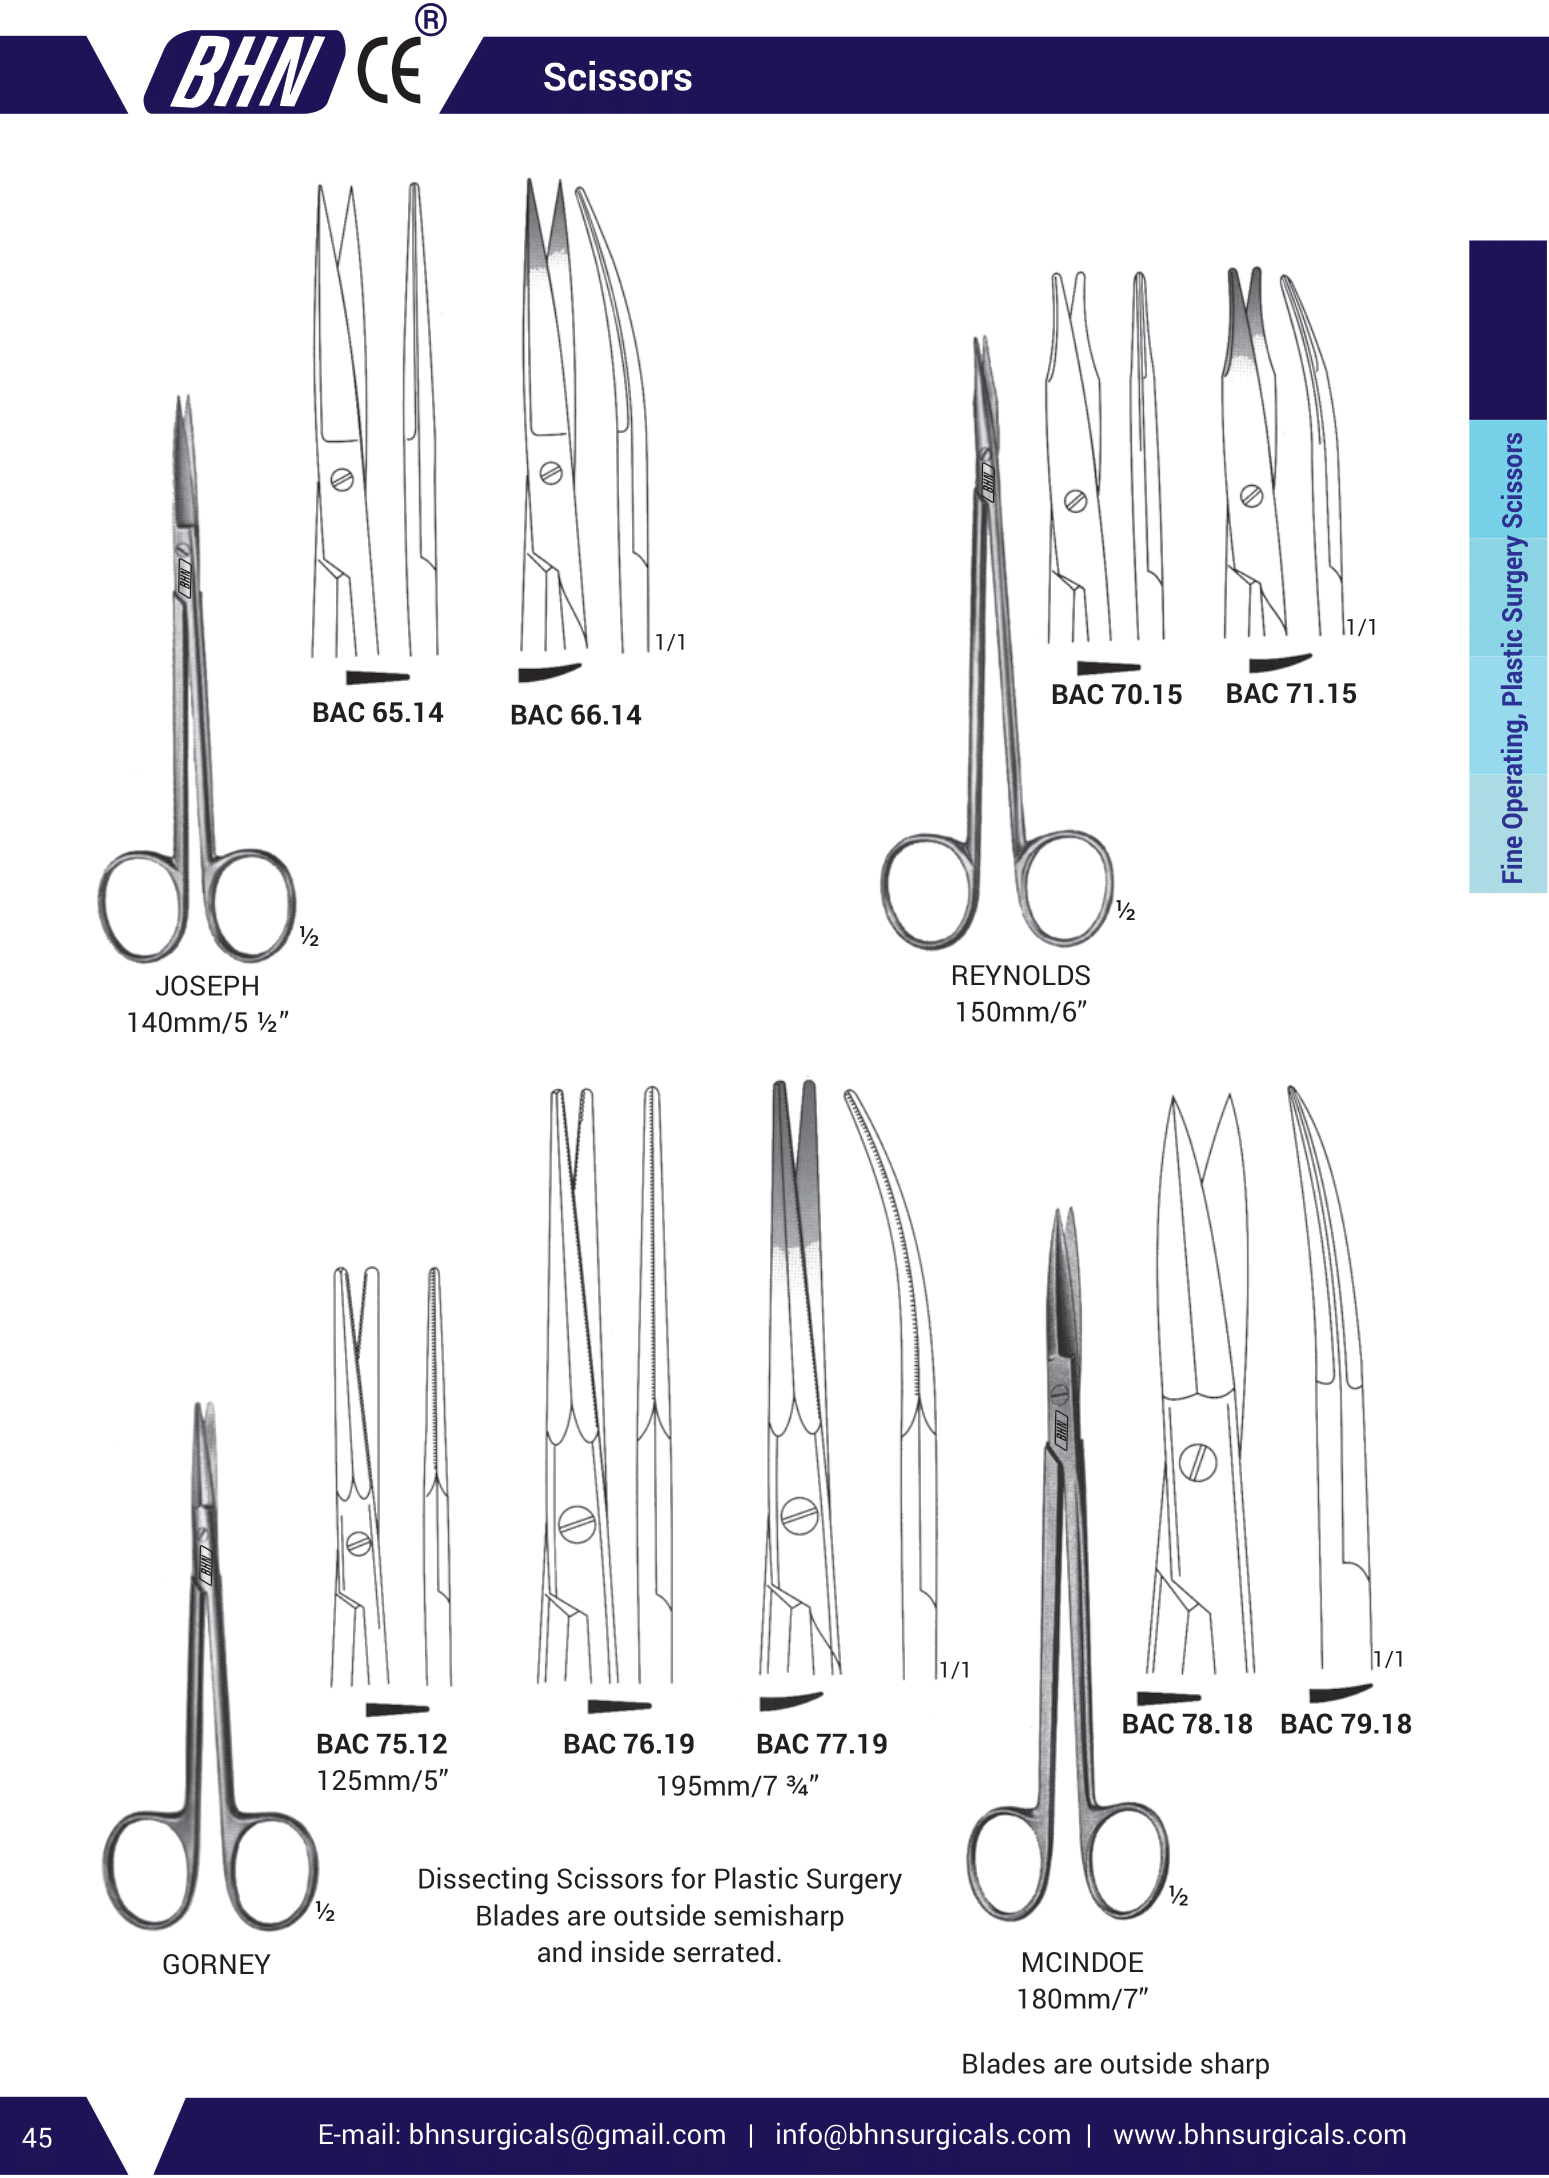 BHN CE ®
Scissors
BHN
1/1
BAC 65.14
BAC 66.14
½
JOSEPH
140mm/5 ½”
BHN
1/1
BAC 70.15
BAC 71.15
½
REYNOLDS
150mm/6”
Fine Operating, Plastic Surgery Scissors
BHN
½
GORNEY
BAC 75.12
125mm/5”
1/1
BAC 76.19
BAC 77.19
195mm/7 ¾”
Dissecting Scissors for Plastic Surgery
Blades are outside semisharp
and inside serrated.
BHN
1/1
BAC 78.18
BAC 79.18
½
MCINDOE
180mm/7”
Blades are outside sharp
45
E-mail: bhnsurgicals@gmail.com | info@bhnsurgicals.com | www.bhnsurgicals.com